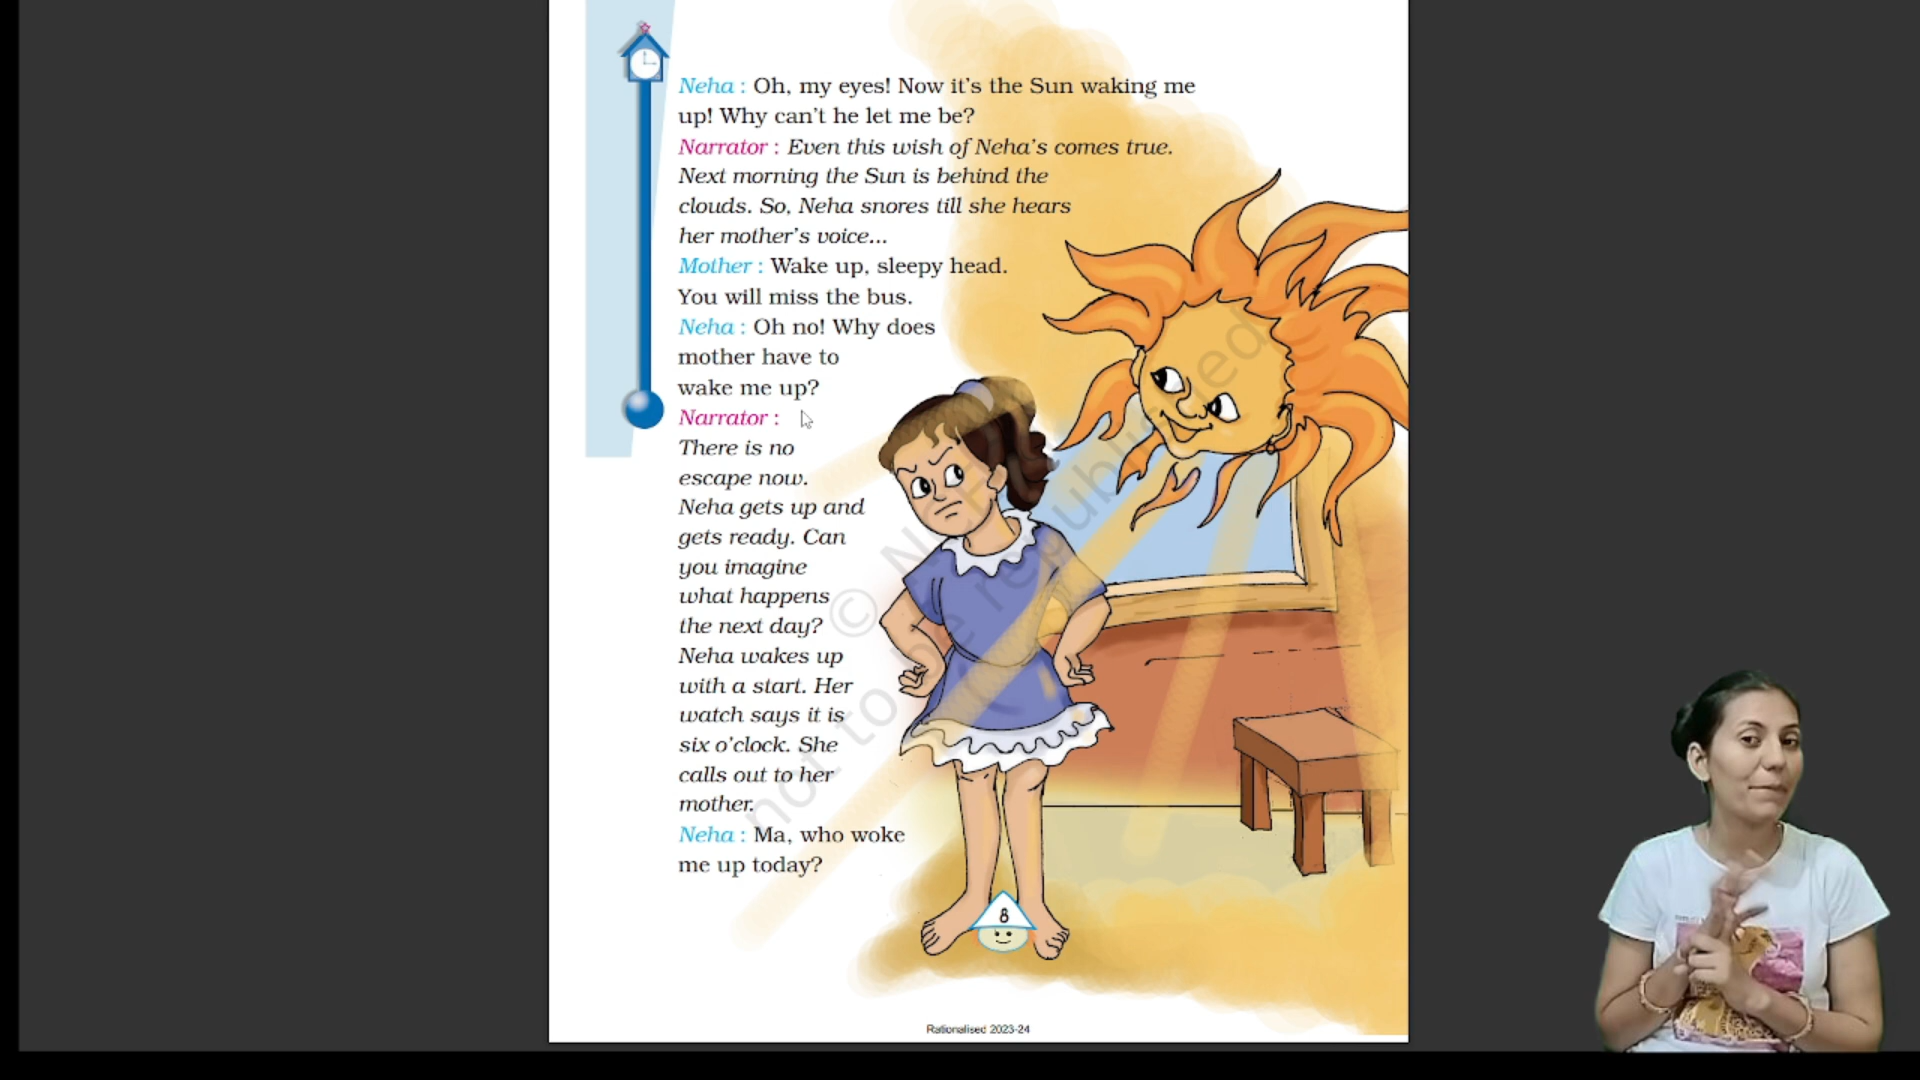 Neha : Oh, my eyes! Now it's the Sun waking me
up! Why can't he let me be?
Narrator : Even this wish of Neha's comes true.
Next morning the Sun is behind the
clouds. So, Neha snores till she hears
her mother's voice...
Mother : Wake up, sleepy head.
You will miss the bus.
Neha : Oh no! Why does
mother have to
wake me up?
Narrator :
There is no
escape now.
Neha gets up and
gets ready. Can
you imagine
what happens
the next day?
Neha wakes up
with a start. Her
watch says it is
six o'clock. She
calls out to her
mother.
Neha : Ma, who woke
me up today?
8
Rationalised 2023-24
© NCERT
not to be republished